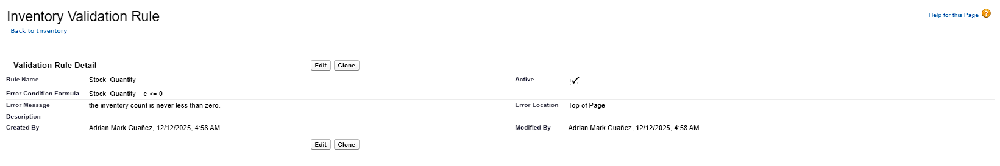 Inventory Validation Rule
Help for this Page ?
Back to Inventory
Validation Rule Detail
Edit Clone
Rule Name Stock_Quantity Active ✓
Error Condition Formula Stock_Quantity__c <= 0
Error Message the inventory count is never less than zero. Error Location Top of Page
Description
Created By Adrian Mark Guañez, 12/12/2025, 4:58 AM Modified By Adrian Mark Guañez, 12/12/2025, 4:58 AM
Edit Clone